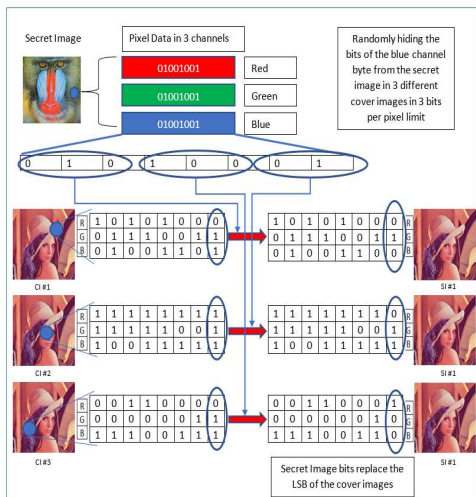 Secret Image
Pixel Data in 3 channels
01001001 Red
01001001 Green
01001001 Blue
Randomly hiding the
bits of the blue channel
byte from the secret
image in 3 different
cover images in 3 bits
per pixel limit
0 1 0 1 0 0 0 1
R 1 0 1 0 1 0 0 0
G 0 1 1 1 0 0 1 1
B 0 1 0 0 1 1 0 1
CI #1
1 0 1 0 1 0 0 0 R
0 1 1 1 0 0 1 1 G
0 1 0 0 1 1 0 0 B
SI #1
R 1 1 1 1 1 1 1 1
G 1 1 1 1 1 0 0 1
B 1 0 0 1 1 1 1 1
CI #2
1 1 1 1 1 1 1 0 R
1 1 1 1 1 0 0 1 G
1 0 0 1 1 1 1 1 B
SI #1
R 0 0 1 1 0 0 0 0
G 0 0 0 0 0 0 1 1
B 1 1 1 0 0 1 1 1
CI #3
0 0 1 1 0 0 0 1 R
0 0 0 0 0 0 1 0 G
1 1 1 0 0 1 1 0 B
SI #1
Secret Image bits replace the
LSB of the cover images